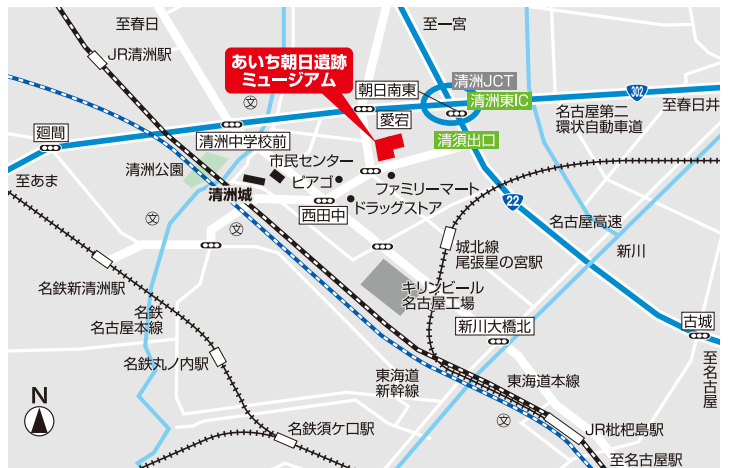 至春日
至一宮
JR清洲駅
あいち朝日遺跡
ミュージアム
清洲JCT
朝日南東
清洲東IC
302
至春日井
愛宕
名古屋第二
環状自動車道
廻間
清洲中学校前
清須出口
文
清洲公園
市民センター
ピアゴ
ファミリーマート
至あま
清洲城
西田中
ドラッグストア
22
名古屋高速
文
文
城北線
尾張星の宮駅
新川
名鉄新清洲駅
キリンビール
名古屋工場
名鉄
名古屋本線
新川大橋北
古城
名鉄丸ノ内駅
東海道
新幹線
東海道本線
至名古屋
N
名鉄須ケ口駅
文
JR枇杷島駅
至名古屋駅